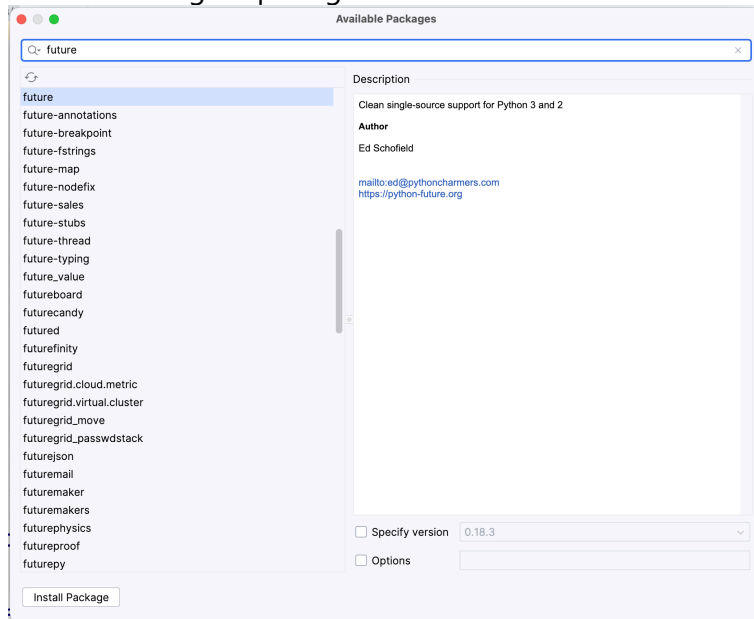 Available Packages
future
Description
future
future-annotations
future-breakpoint
future-fstrings
future-map
future-nodefix
future-sales
future-stubs
future-thread
future-typing
future_value
futureboard
futurecandy
futured
futurefinity
futuregrid
futuregrid.cloud.metric
futuregrid.virtual.cluster
futuregrid_move
futuregrid_passwdstack
futurejson
futuremail
futuremaker
futuremakers
futurephysics
futureproof
futurepy
Clean single-source support for Python 3 and 2
Author
Ed Schofield
mailto:ed@pythoncharmers.com
https://python-future.org
Specify version 0.18.3
Options
Install Package